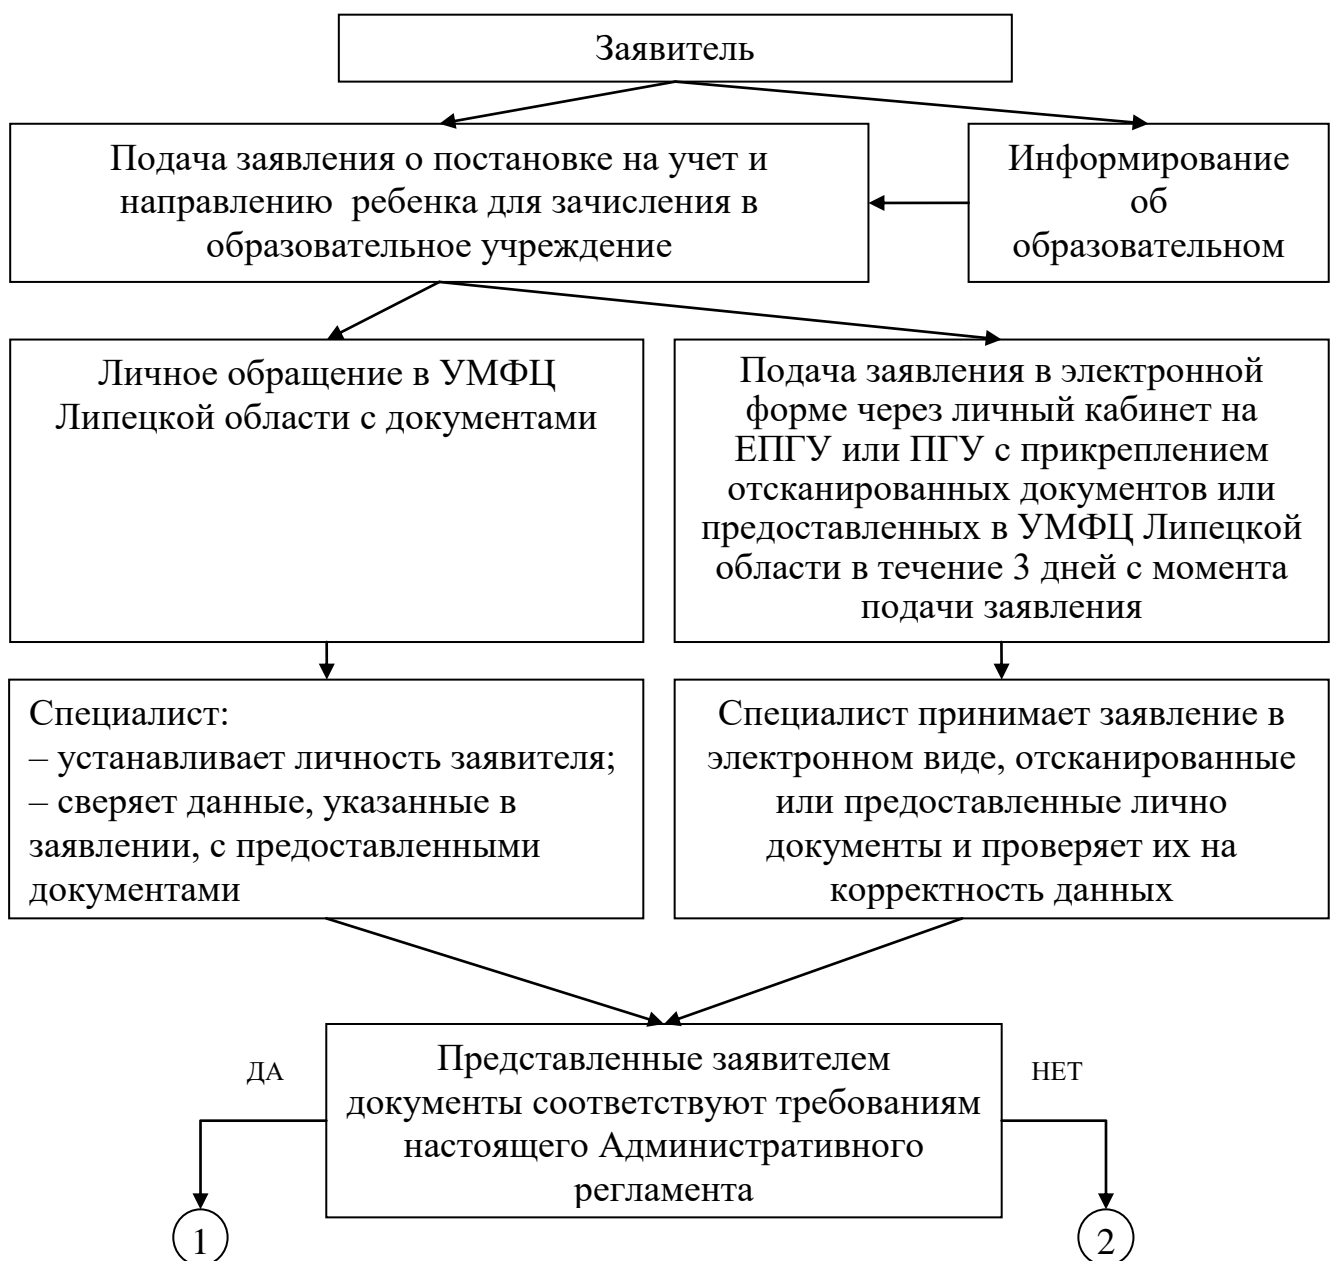 Заявитель
Подача заявления о постановке на учет и
направлению ребенка для зачисления в
образовательное учреждение
Информирование
об
образовательном
Личное обращение в УМФЦ
Липецкой области с документами
Подача заявления в электронной
форме через личный кабинет на
ЕПГУ или ПГУ с прикреплением
отсканированных документов или
предоставленных в УМФЦ Липецкой
области в течение 3 дней с момента
подачи заявления
Специалист:
– устанавливает личность заявителя;
– сверяет данные, указанные в
заявлении, с предоставленными
документами
Специалист принимает заявление в
электронном виде, отсканированные
или предоставленные лично
документы и проверяет их на
корректность данных
ДА
Представленные заявителем
документы соответствуют требованиям
настоящего Административного
регламента
НЕТ
1
2